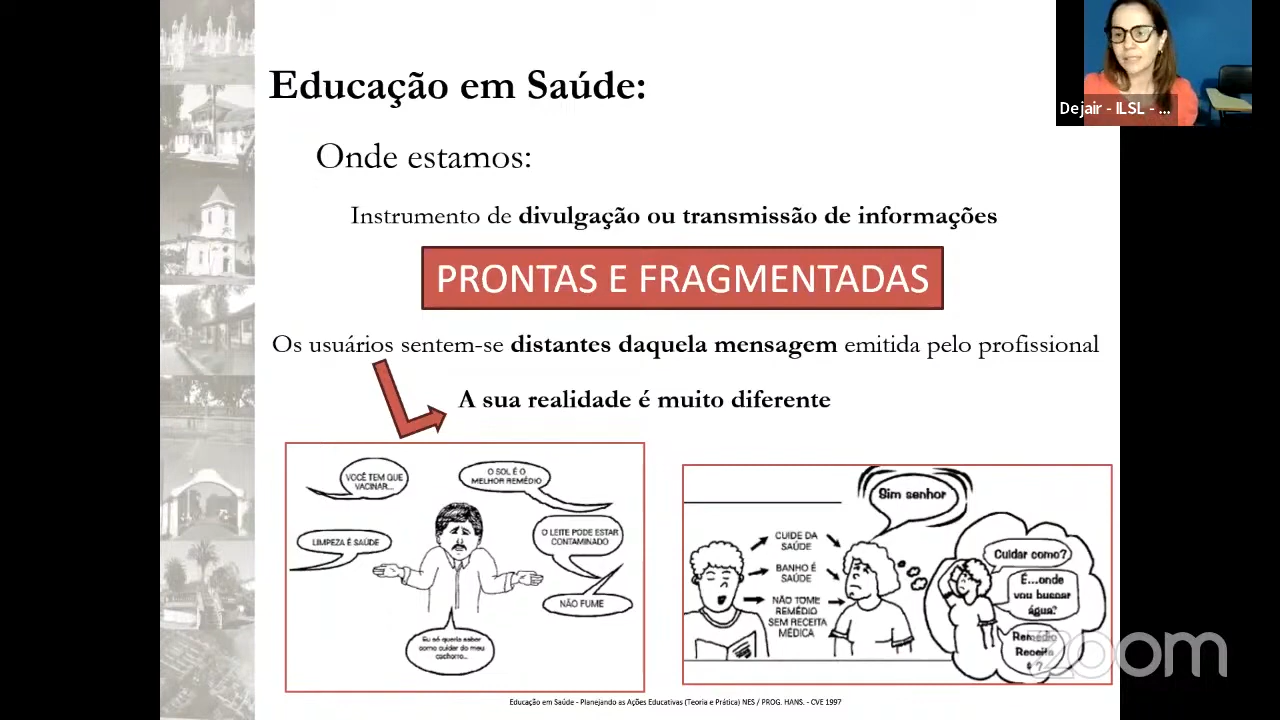 Educação em Saúde:
Dejair - ILSL - ...
Onde estamos:
Instrumento de divulgação ou transmissão de informações
PRONTAS E FRAGMENTADAS
Os usuários sentem-se distantes daquela mensagem emitida pelo profissional
A sua realidade é muito diferente
VOCÊ TEM QUE
VACINAR...
O SOL É O
MELHOR REMÉDIO
LIMPEZA É SAÚDE
O LEITE PODE ESTAR
CONTAMINADO
NÃO FUME
Eu só queria saber
como cuidar do meu
cachorro...
Sim senhor
CUIDE DA
SAÚDE
BANHO É
SAÚDE
NÃO TOME
REMÉDIO
SEM RECEITA
MÉDICA
Cuidar como?
É...onde
vou buscar
água?
Remédio
Receita
zoom
Educação em Saúde - Planejando as Ações Educativas (Teoria e Prática) NES / PROG. HANS. - CVE 1997